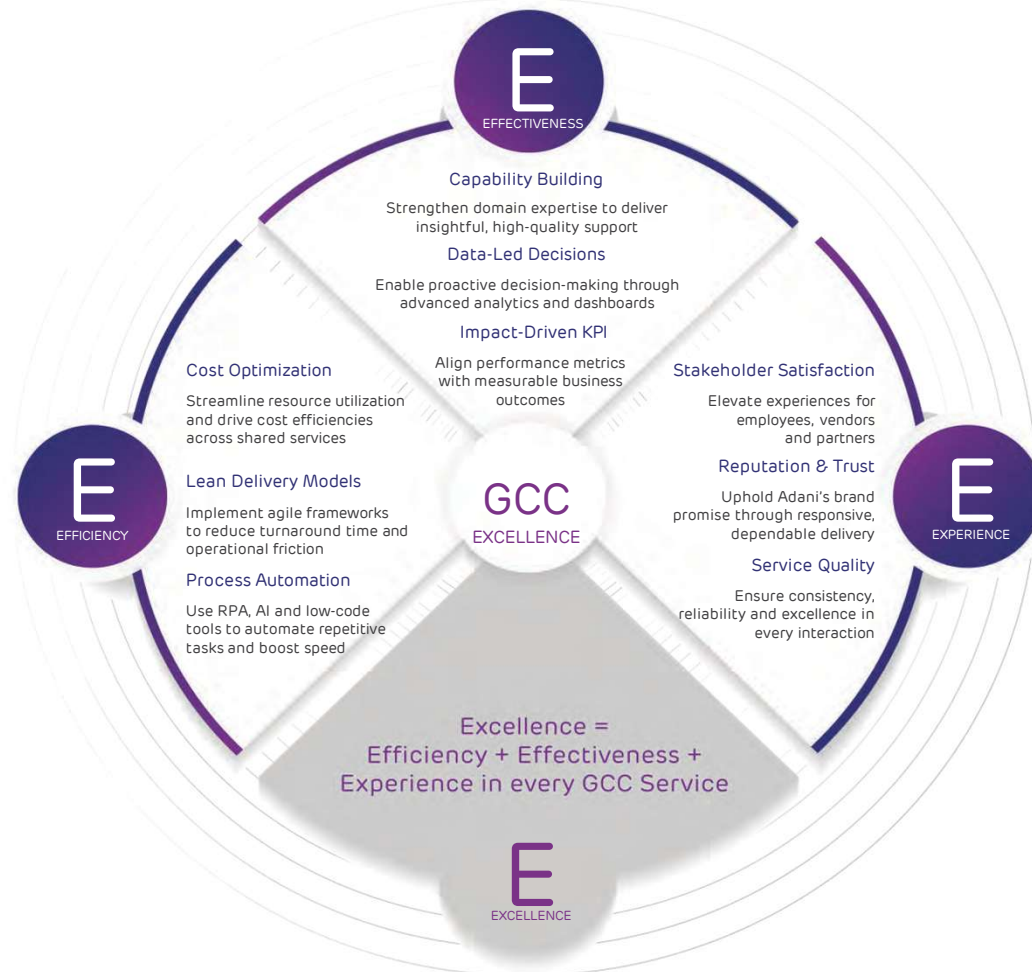 E
EFFECTIVENESS
Capability Building
Strengthen domain expertise to deliver
insightful, high-quality support
Data-Led Decisions
Enable proactive decision-making through
advanced analytics and dashboards
Impact-Driven KPI
Align performance metrics
with measurable business
outcomes
E
EFFICIENCY
Cost Optimization
Streamline resource utilization
and drive cost efficiencies
across shared services
Lean Delivery Models
Implement agile frameworks
to reduce turnaround time and
operational friction
Process Automation
Use RPA, AI and low-code
tools to automate repetitive
tasks and boost speed
GCC
EXCELLENCE
Stakeholder Satisfaction
Elevate experiences for
employees, vendors
and partners
Reputation & Trust
Uphold Adani's brand
promise through responsive,
dependable delivery
Service Quality
Ensure consistency,
reliability and excellence in
every interaction
E
EXPERIENCE
Excellence =
Efficiency + Effectiveness +
Experience in every GCC Service
E
EXCELLENCE